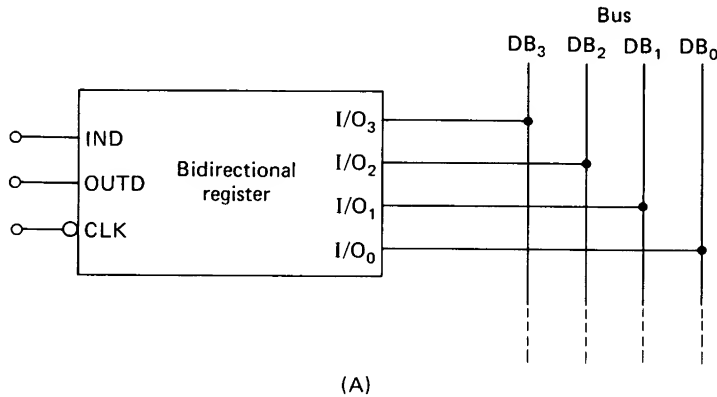 Bus
DB3 DB2 DB1 DB0
I/O3
IND
I/O2
OUTD
Bidirectional
register
I/O1
CLK
I/O0
(A)